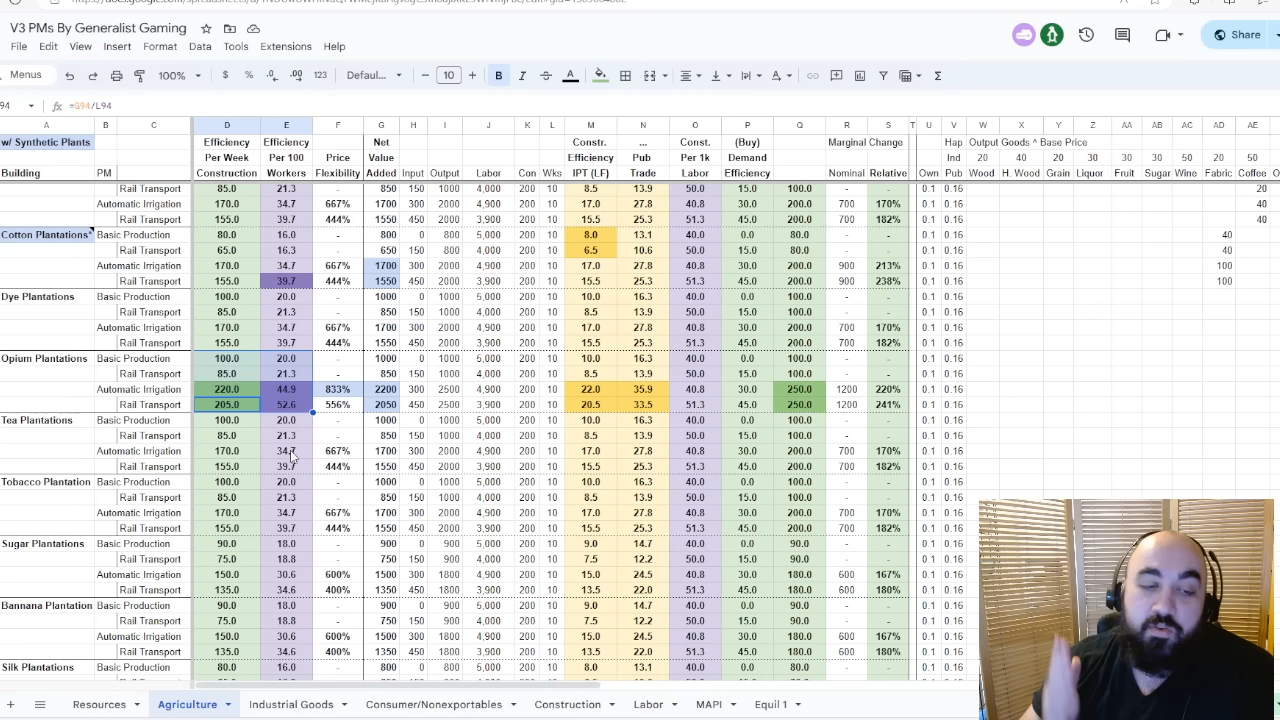 V3 PMs By Generalist Gaming
File Edit View Insert Format Data Tools Extensions Help
Share
Menus 100% $ % .0 .00 123 Defaul... − 10 + B I A Σ
94 fx =G94/L94
A B C D E F G H I J K L M N O P Q R S T U V W X Y Z AA AB AC AD AE
w/ Synthetic Plants Efficiency Efficiency Net Constr. ... Const. (Buy) Marginal Change Hap Output Goods ^ Base Price
Per Week Per 100 Price Value Efficiency Pub Per 1k Demand Ind 20 40 20 30 30 30 50 20 50
Building PM Construction Workers Flexibility Added Input Output Labor Con Wks IPT (LF) Trade Labor Efficiency Nominal Relative Own Pub Wood H. Wood Grain Liquor Fruit Sugar Wine Fabric Coffee
Rail Transport 85.0 21.3 - 850 150 1000 4,000 200 10 8.5 13.9 50.0 15.0 100.0 - - 0.1 0.16 20
Automatic Irrigation 170.0 34.7 667% 1700 300 2000 4,900 200 10 17.0 27.8 40.8 30.0 200.0 700 170% 0.1 0.16 40
Rail Transport 155.0 39.7 444% 1550 450 2000 3,900 200 10 15.5 25.3 51.3 45.0 200.0 700 182% 0.1 0.16 40
Cotton Plantations* Basic Production 80.0 16.0 - 800 0 800 5,000 200 10 8.0 13.1 40.0 0.0 80.0 - - 0.1 0.16 40
Rail Transport 65.0 16.3 - 650 150 800 4,000 200 10 6.5 10.6 50.0 15.0 80.0 - - 0.1 0.16 40
Automatic Irrigation 170.0 34.7 667% 1700 300 2000 4,900 200 10 17.0 27.8 40.8 30.0 200.0 900 213% 0.1 0.16 100
Rail Transport 155.0 39.7 444% 1550 450 2000 3,900 200 10 15.5 25.3 51.3 45.0 200.0 900 238% 0.1 0.16 100
Dye Plantations Basic Production 100.0 20.0 - 1000 0 1000 5,000 200 10 10.0 16.3 40.0 0.0 100.0 - - 0.1 0.16
Rail Transport 85.0 21.3 - 850 150 1000 4,000 200 10 8.5 13.9 50.0 15.0 100.0 - - 0.1 0.16
Automatic Irrigation 170.0 34.7 667% 1700 300 2000 4,900 200 10 17.0 27.8 40.8 30.0 200.0 700 170% 0.1 0.16
Rail Transport 155.0 39.7 444% 1550 450 2000 3,900 200 10 15.5 25.3 51.3 45.0 200.0 700 182% 0.1 0.16
Opium Plantations Basic Production 100.0 20.0 - 1000 0 1000 5,000 200 10 10.0 16.3 40.0 0.0 100.0 - - 0.1 0.16
Rail Transport 85.0 21.3 - 850 150 1000 4,000 200 10 8.5 13.9 50.0 15.0 100.0 - - 0.1 0.16
Automatic Irrigation 220.0 44.9 833% 2200 300 2500 4,900 200 10 22.0 35.9 40.8 30.0 250.0 1200 220% 0.1 0.16
Rail Transport 205.0 52.6 556% 2050 450 2500 3,900 200 10 20.5 33.5 51.3 45.0 250.0 1200 241% 0.1 0.16
Tea Plantations Basic Production 100.0 20.0 - 1000 0 1000 5,000 200 10 10.0 16.3 40.0 0.0 100.0 - - 0.1 0.16
Rail Transport 85.0 21.3 - 850 150 1000 4,000 200 10 8.5 13.9 50.0 15.0 100.0 - - 0.1 0.16
Automatic Irrigation 170.0 34.7 667% 1700 300 2000 4,900 200 10 17.0 27.8 40.8 30.0 200.0 700 170% 0.1 0.16
Rail Transport 155.0 39.7 444% 1550 450 2000 3,900 200 10 15.5 25.3 51.3 45.0 200.0 700 182% 0.1 0.16
Tobacco Plantation Basic Production 100.0 20.0 - 1000 0 1000 5,000 200 10 10.0 16.3 40.0 0.0 100.0 - - 0.1 0.16
Rail Transport 85.0 21.3 - 850 150 1000 4,000 200 10 8.5 13.9 50.0 15.0 100.0 - - 0.1 0.16
Automatic Irrigation 170.0 34.7 667% 1700 300 2000 4,900 200 10 17.0 27.8 40.8 30.0 200.0 700 170% 0.1 0.16
Rail Transport 155.0 39.7 444% 1550 450 2000 3,900 200 10 15.5 25.3 51.3 45.0 200.0 700 182% 0.1 0.16
Sugar Plantations Basic Production 90.0 18.0 - 900 0 900 5,000 200 10 9.0 14.7 40.0 0.0 90.0 - - 0.1 0.16
Rail Transport 75.0 18.8 - 750 150 900 4,000 200 10 7.5 12.2 50.0 15.0 90.0 - - 0.1 0.16
Automatic Irrigation 150.0 30.6 600% 1500 300 1800 4,900 200 10 15.0 24.5 40.8 30.0 180.0 600 167% 0.1 0.16
Rail Transport 135.0 34.6 400% 1350 450 1800 3,900 200 10 13.5 22.0 51.3 45.0 180.0 600 180% 0.1 0.16
Bannana Plantation Basic Production 90.0 18.0 - 900 0 900 5,000 200 10 9.0 14.7 40.0 0.0 90.0 - - 0.1 0.16
Rail Transport 75.0 18.8 - 750 150 900 4,000 200 10 7.5 12.2 50.0 15.0 90.0 - - 0.1 0.16
Automatic Irrigation 150.0 30.6 600% 1500 300 1800 4,900 200 10 15.0 24.5 40.8 30.0 180.0 600 167% 0.1 0.16
Rail Transport 135.0 34.6 400% 1350 450 1800 3,900 200 10 13.5 22.0 51.3 45.0 180.0 600 180% 0.1 0.16
Silk Plantations Basic Production 80.0 16.0 - 800 0 800 5,000 200 10 8.0 13.1 40.0 0.0 80.0 - - 0.1 0.16
+ Resources Agriculture Industrial Goods Consumer/Nonexportables Construction Labor MAPI Equil 1